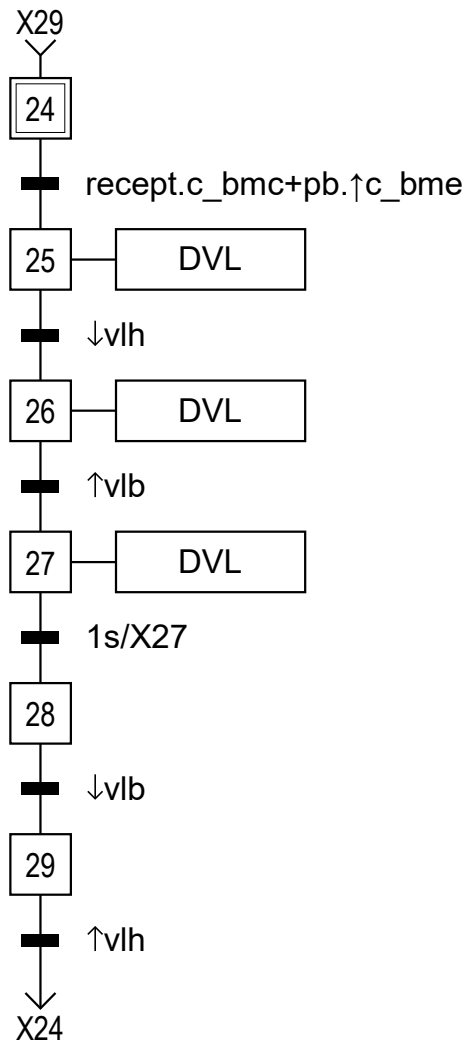 X29
24
recept.c_bmc+pb.↑c_bme
25 DVL
↓vlh
26 DVL
↑vlb
27 DVL
1s/X27
28
↓vlb
29
↑vlh
X24